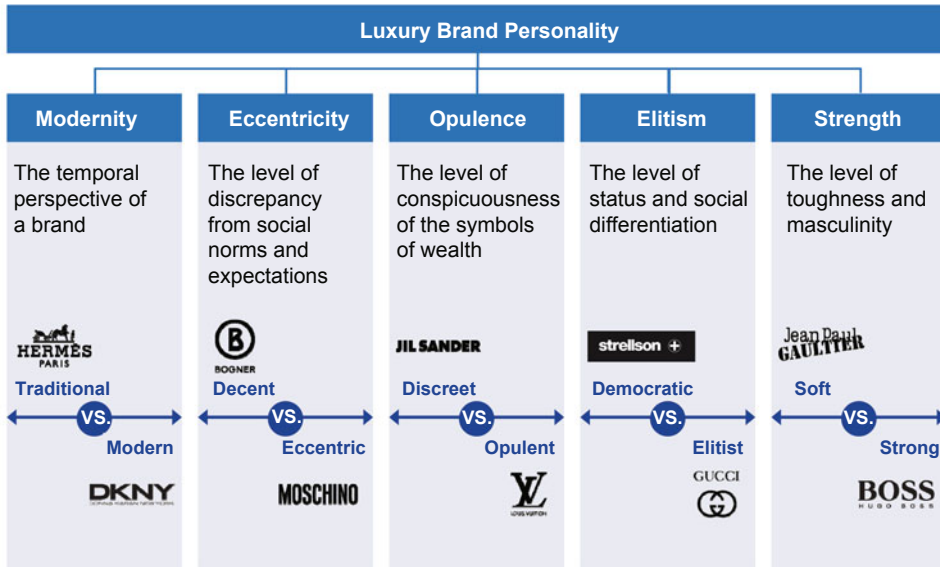 Luxury Brand Personality
Modernity
The temporal
perspective of
a brand
HERMÈS
PARIS
Traditional
VS.
Modern
DKNY
Eccentricity
The level of
discrepancy
from social
norms and
expectations
B
BOGNER
Decent
VS.
Eccentric
MOSCHINO
Opulence
The level of
conspicuousness
of the symbols
of wealth
JIL SANDER
Discreet
VS.
Opulent
LV
LOUIS VUITTON
Elitism
The level of
status and social
differentiation
strellson +
Democratic
VS.
Elitist
GUCCI
Strength
The level of
toughness and
masculinity
Jean Paul
GAULTIER
Soft
VS.
Strong
BOSS
HUGO BOSS